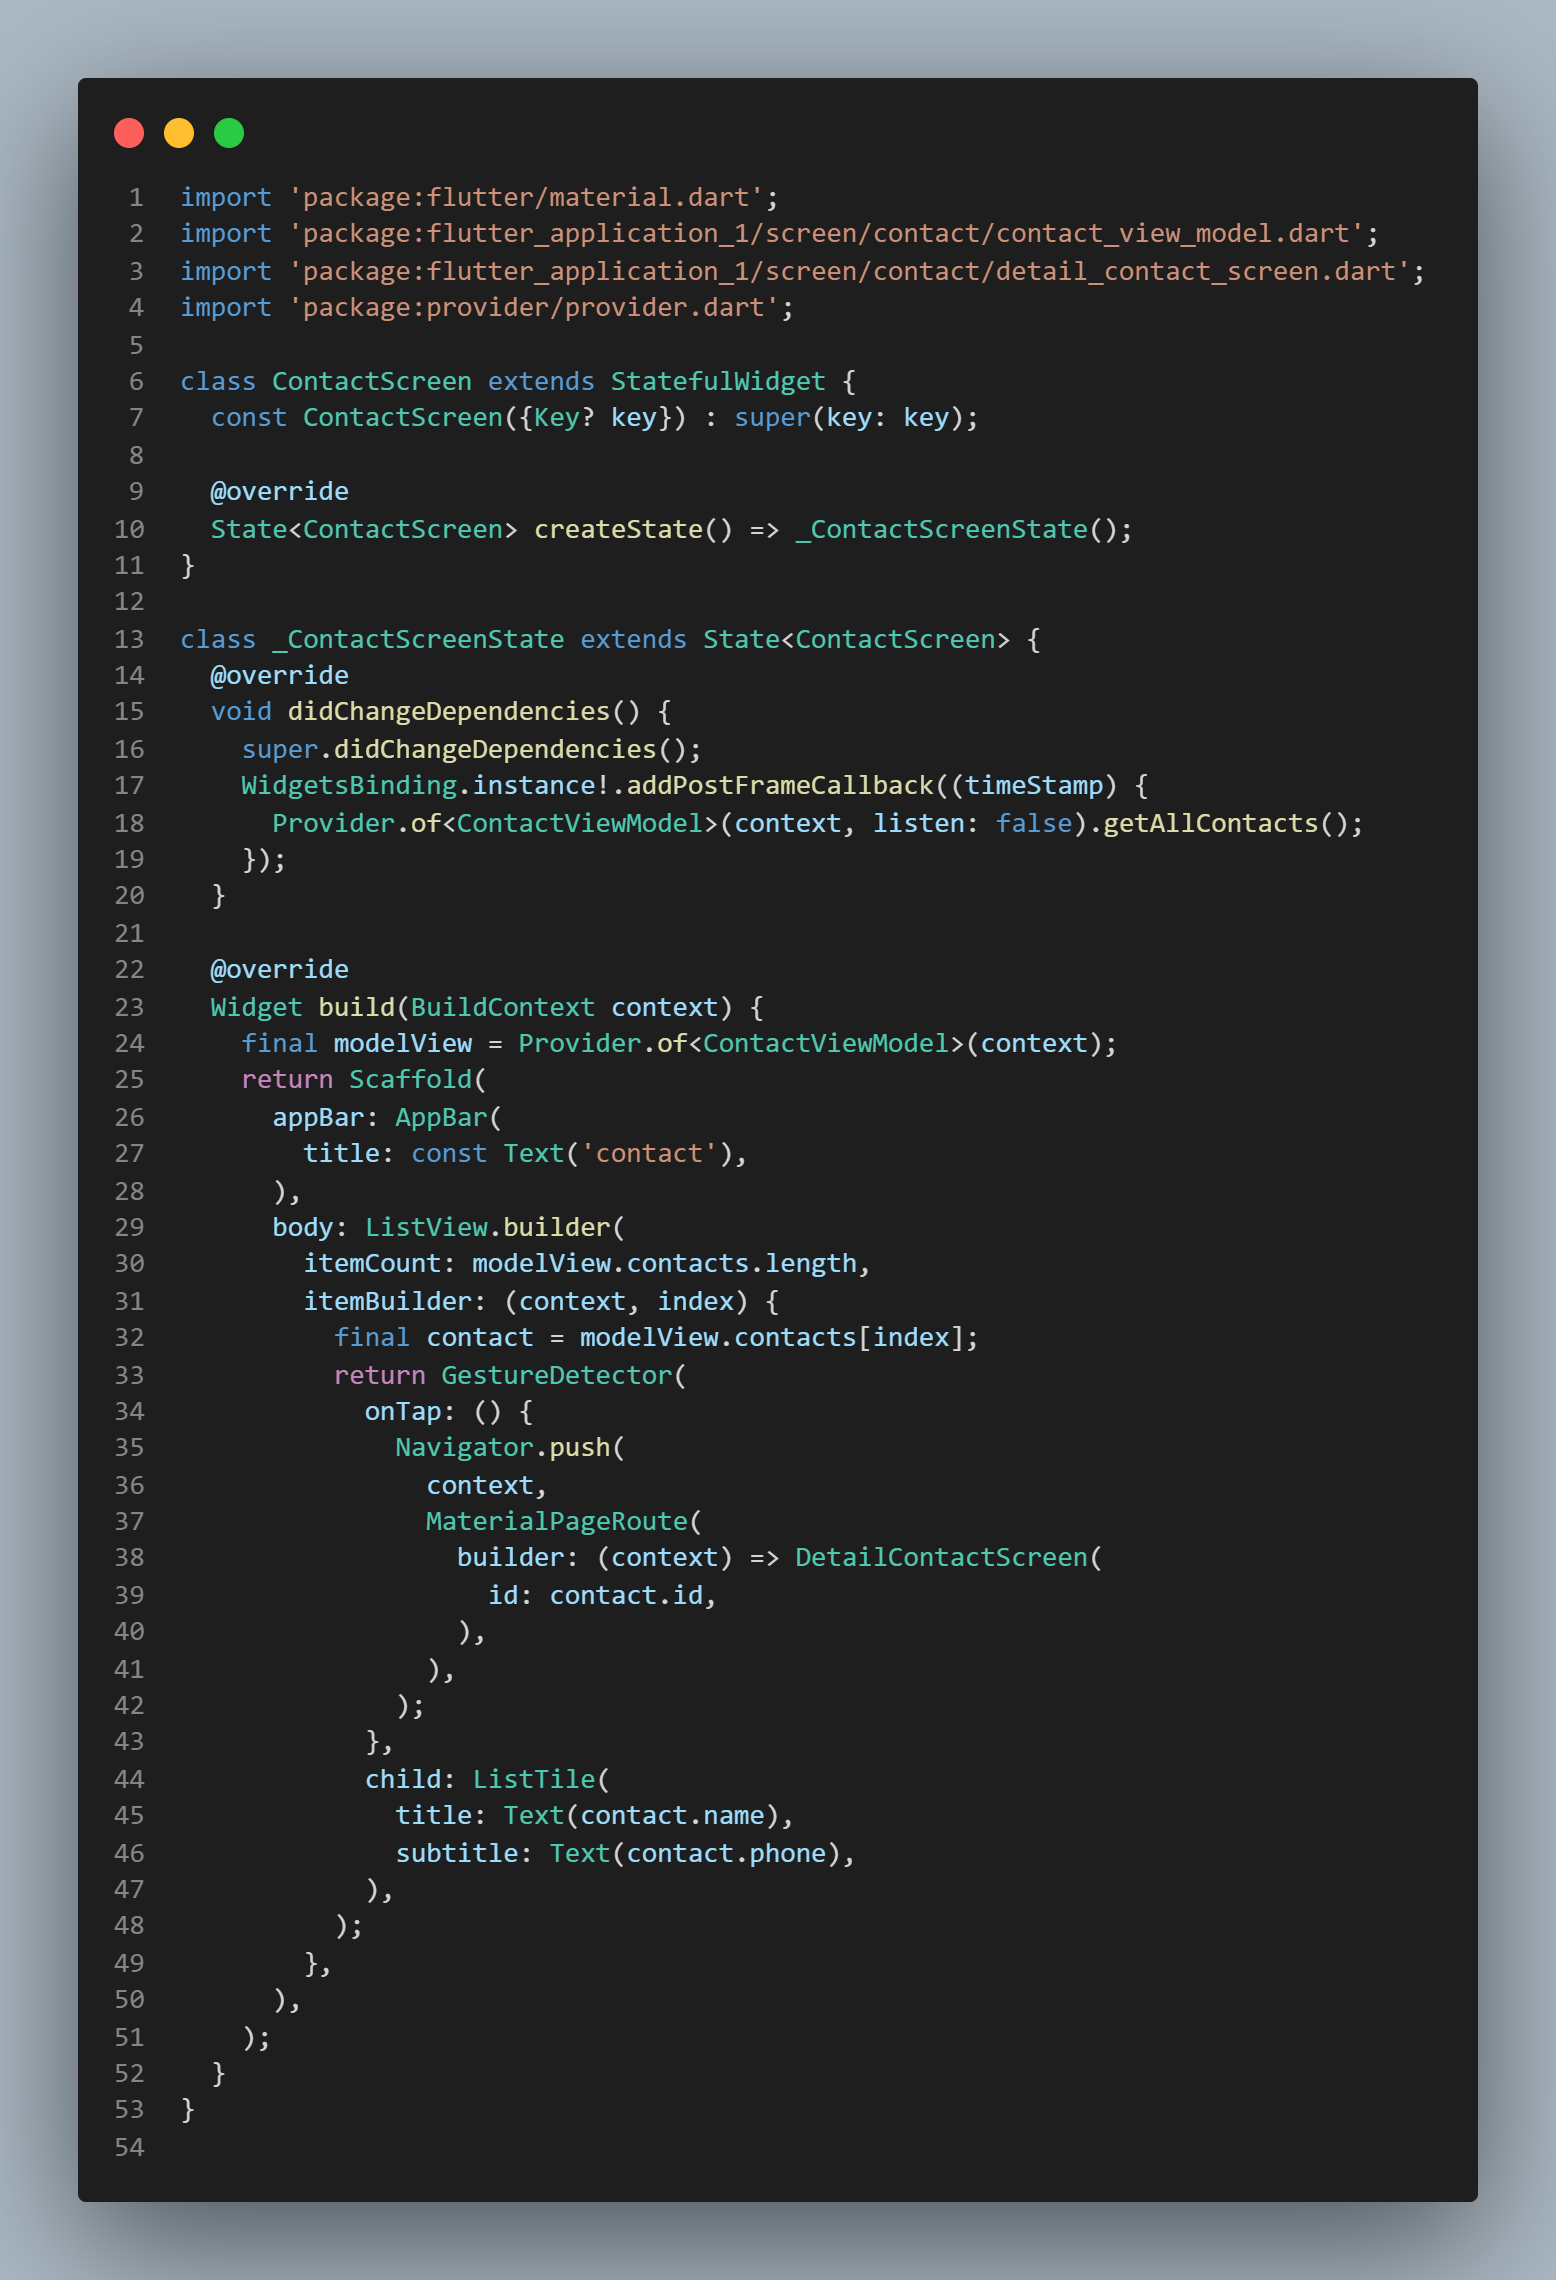 1 import 'package:flutter/material.dart';
2 import 'package:flutter_application_1/screen/contact/contact_view_model.dart';
3 import 'package:flutter_application_1/screen/contact/detail_contact_screen.dart';
4 import 'package:provider/provider.dart';
5
6 class ContactScreen extends StatefulWidget {
7   const ContactScreen({Key? key}) : super(key: key);
8
9   @override
10   State<ContactScreen> createState() => _ContactScreenState();
11 }
12
13 class _ContactScreenState extends State<ContactScreen> {
14   @override
15   void didChangeDependencies() {
16     super.didChangeDependencies();
17     WidgetsBinding.instance!.addPostFrameCallback((timeStamp) {
18       Provider.of<ContactViewModel>(context, listen: false).getAllContacts();
19     });
20   }
21
22   @override
23   Widget build(BuildContext context) {
24     final modelView = Provider.of<ContactViewModel>(context);
25     return Scaffold(
26       appBar: AppBar(
27         title: const Text('contact'),
28       ),
29       body: ListView.builder(
30         itemCount: modelView.contacts.length,
31         itemBuilder: (context, index) {
32           final contact = modelView.contacts[index];
33           return GestureDetector(
34             onTap: () {
35               Navigator.push(
36                 context,
37                 MaterialPageRoute(
38                   builder: (context) => DetailContactScreen(
39                     id: contact.id,
40                   ),
41                 ),
42               );
43             },
44             child: ListTile(
45               title: Text(contact.name),
46               subtitle: Text(contact.phone),
47             ),
48           );
49         },
50       ),
51     );
52   }
53 }
54